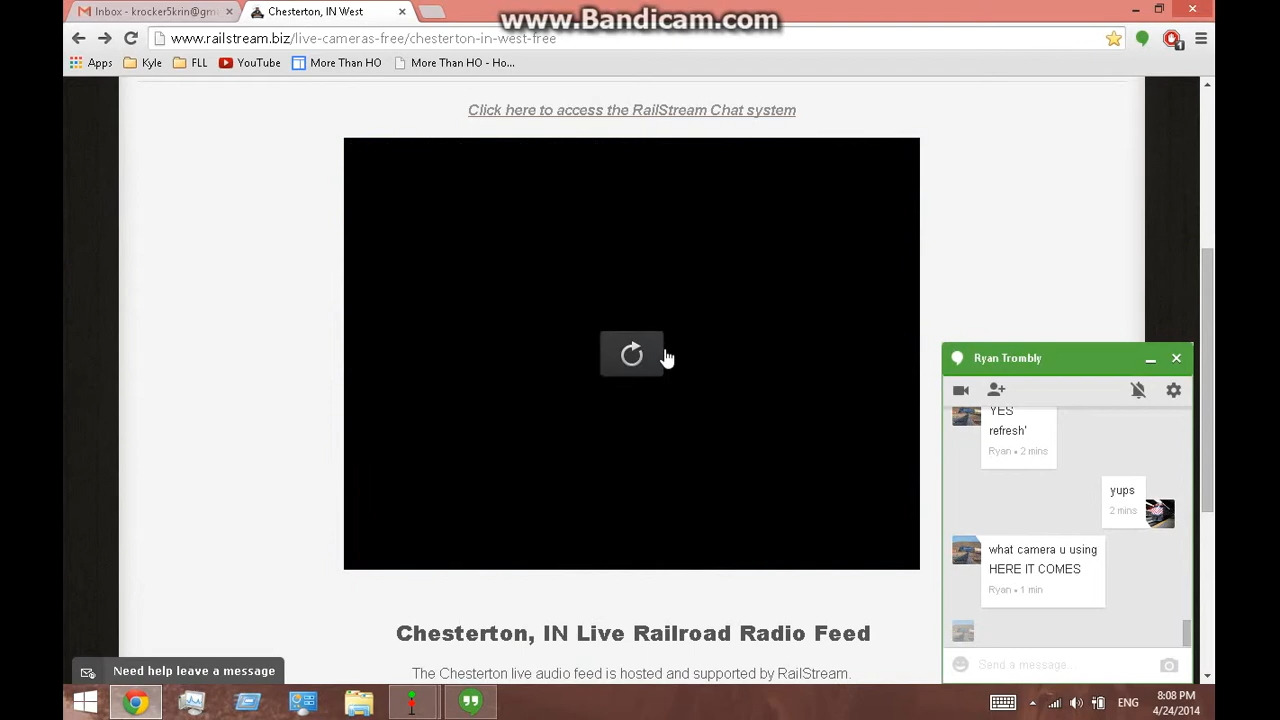 www.Bandicam.com
Inbox - krocker5krin@gm
Chesterton, IN West
www.railstream.biz/live-cameras-free/chesterton-in-west-free
Apps Kyle FLL YouTube More Than HO More Than HO - Ho...
Click here to access the RailStream Chat system
Ryan Trombly
YES
refresh'
Ryan • 2 mins
yups
2 mins
what camera u using
HERE IT COMES
Ryan • 1 min
Send a message...
Chesterton, IN Live Railroad Radio Feed
The Chesterton live audio feed is hosted and supported by RailStream.
Need help leave a message
ENG
8:08 PM
4/24/2014
1